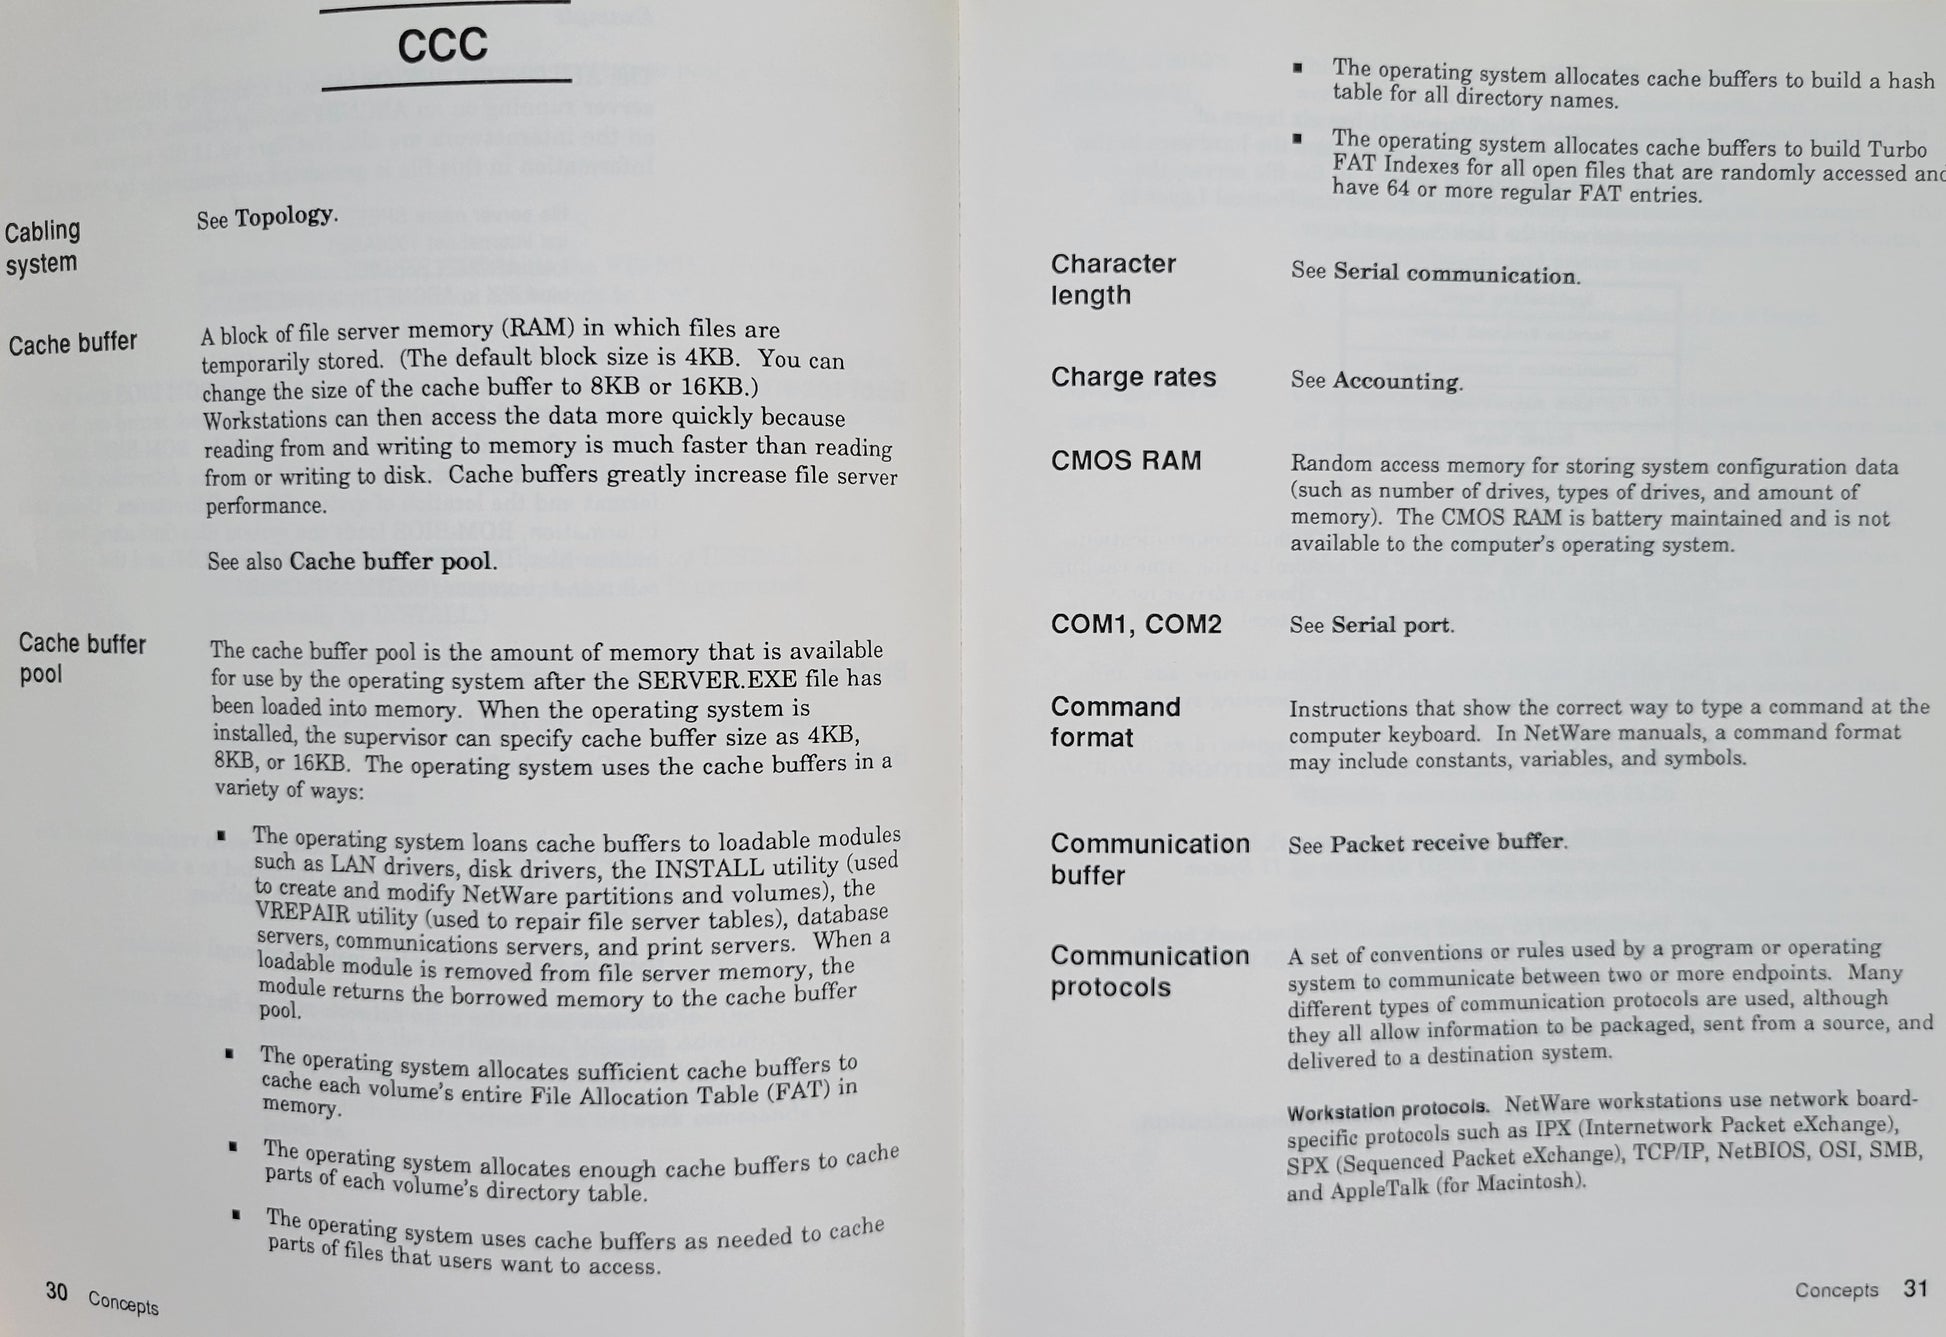 CCC
Cabling
system
See Topology.
Cache buffer
A block of file server memory (RAM) in which files are
temporarily stored. (The default block size is 4KB. You can
change the size of the cache buffer to 8KB or 16KB.)
Workstations can then access the data more quickly because
reading from and writing to memory is much faster than reading
from or writing to disk. Cache buffers greatly increase file server
performance.
See also Cache buffer pool.
Cache buffer
pool
The cache buffer pool is the amount of memory that is available
for use by the operating system after the SERVER.EXE file has
been loaded into memory. When the operating system is
installed, the supervisor can specify cache buffer size as 4KB,
8KB, or 16KB. The operating system uses the cache buffers in a
variety of ways:
▪ The operating system loans cache buffers to loadable modules
such as LAN drivers, disk drivers, the INSTALL utility (used
to create and modify NetWare partitions and volumes), the
VREPAIR utility (used to repair file server tables), database
servers, communications servers, and print servers. When a
loadable module is removed from file server memory, the
module returns the borrowed memory to the cache buffer
pool.
▪ The operating system allocates sufficient cache buffers to
cache each volume's entire File Allocation Table (FAT) in
memory.
▪ The operating system allocates enough cache buffers to cache
parts of each volume's directory table.
▪ The operating system uses cache buffers as needed to cache
parts of files that users want to access.
30 Concepts
▪ The operating system allocates cache buffers to build a hash
table for all directory names.
▪ The operating system allocates cache buffers to build Turbo
FAT Indexes for all open files that are randomly accessed and
have 64 or more regular FAT entries.
Character
length
See Serial communication.
Charge rates
See Accounting.
CMOS RAM
Random access memory for storing system configuration data
(such as number of drives, types of drives, and amount of
memory). The CMOS RAM is battery maintained and is not
available to the computer's operating system.
COM1, COM2
See Serial port.
Command
format
Instructions that show the correct way to type a command at the
computer keyboard. In NetWare manuals, a command format
may include constants, variables, and symbols.
Communication
buffer
See Packet receive buffer.
Communication
protocols
A set of conventions or rules used by a program or operating
system to communicate between two or more endpoints. Many
different types of communication protocols are used, although
they all allow information to be packaged, sent from a source, and
delivered to a destination system.
Workstation protocols. NetWare workstations use network board-
specific protocols such as IPX (Internetwork Packet eXchange),
SPX (Sequenced Packet eXchange), TCP/IP, NetBIOS, OSI, SMB,
and AppleTalk (for Macintosh).
Concepts 31